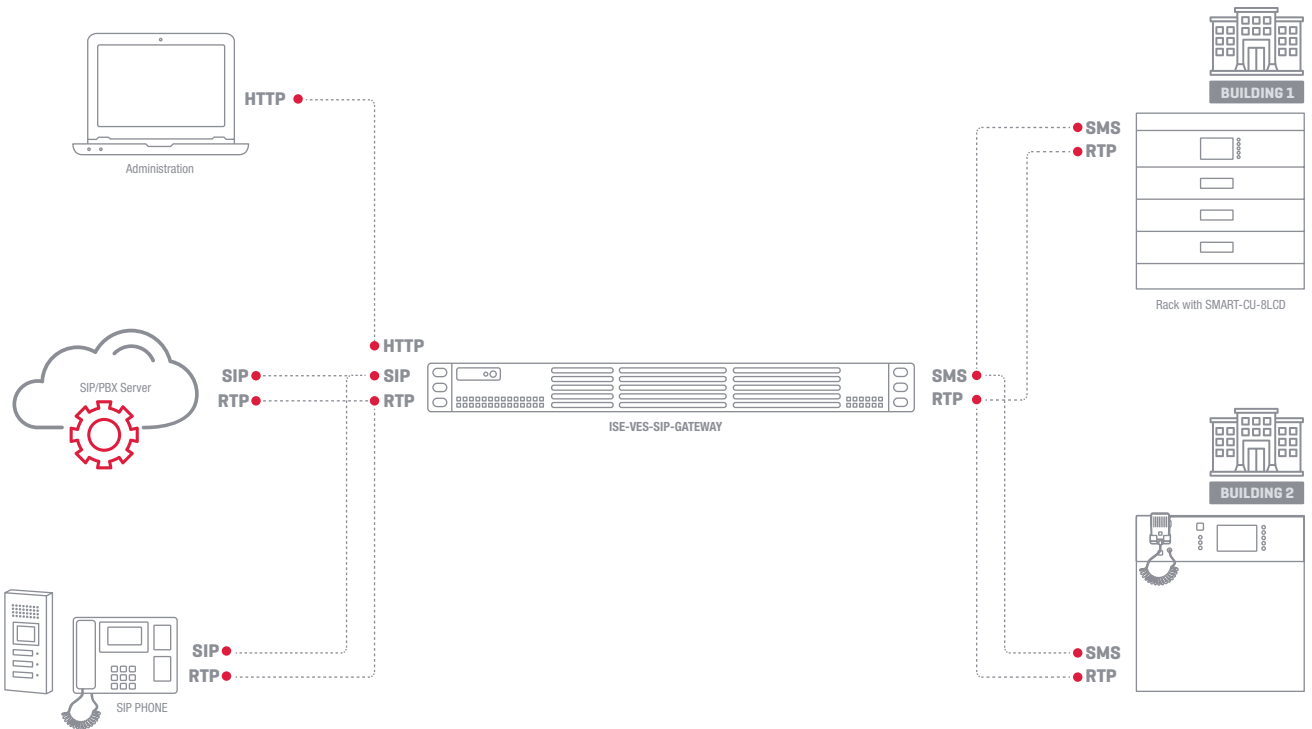 HTTP
Administration
BUILDING 1
SMS
RTP
Rack with SMART-CU-8LCD
HTTP
SIP/PBX Server
SIP
RTP
SIP
RTP
ISE-VES-SIP-GATEWAY
SMS
RTP
BUILDING 2
SIP
RTP
SIP PHONE
SMS
RTP